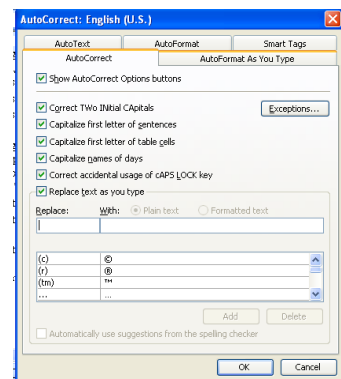 AutoCorrect: English (U.S.)
AutoText AutoFormat Smart Tags
AutoCorrect AutoFormat As You Type
Show AutoCorrect Options buttons
Correct TWo INitial CApitals Exceptions...
Capitalize first letter of sentences
Capitalize first letter of table cells
Capitalize names of days
Correct accidental usage of cAPS LOCK key
Replace text as you type
Replace: With: Plain text Formatted text
(c) ©
(r) ®
(tm) ™
... …
Add Delete
Automatically use suggestions from the spelling checker
OK Cancel